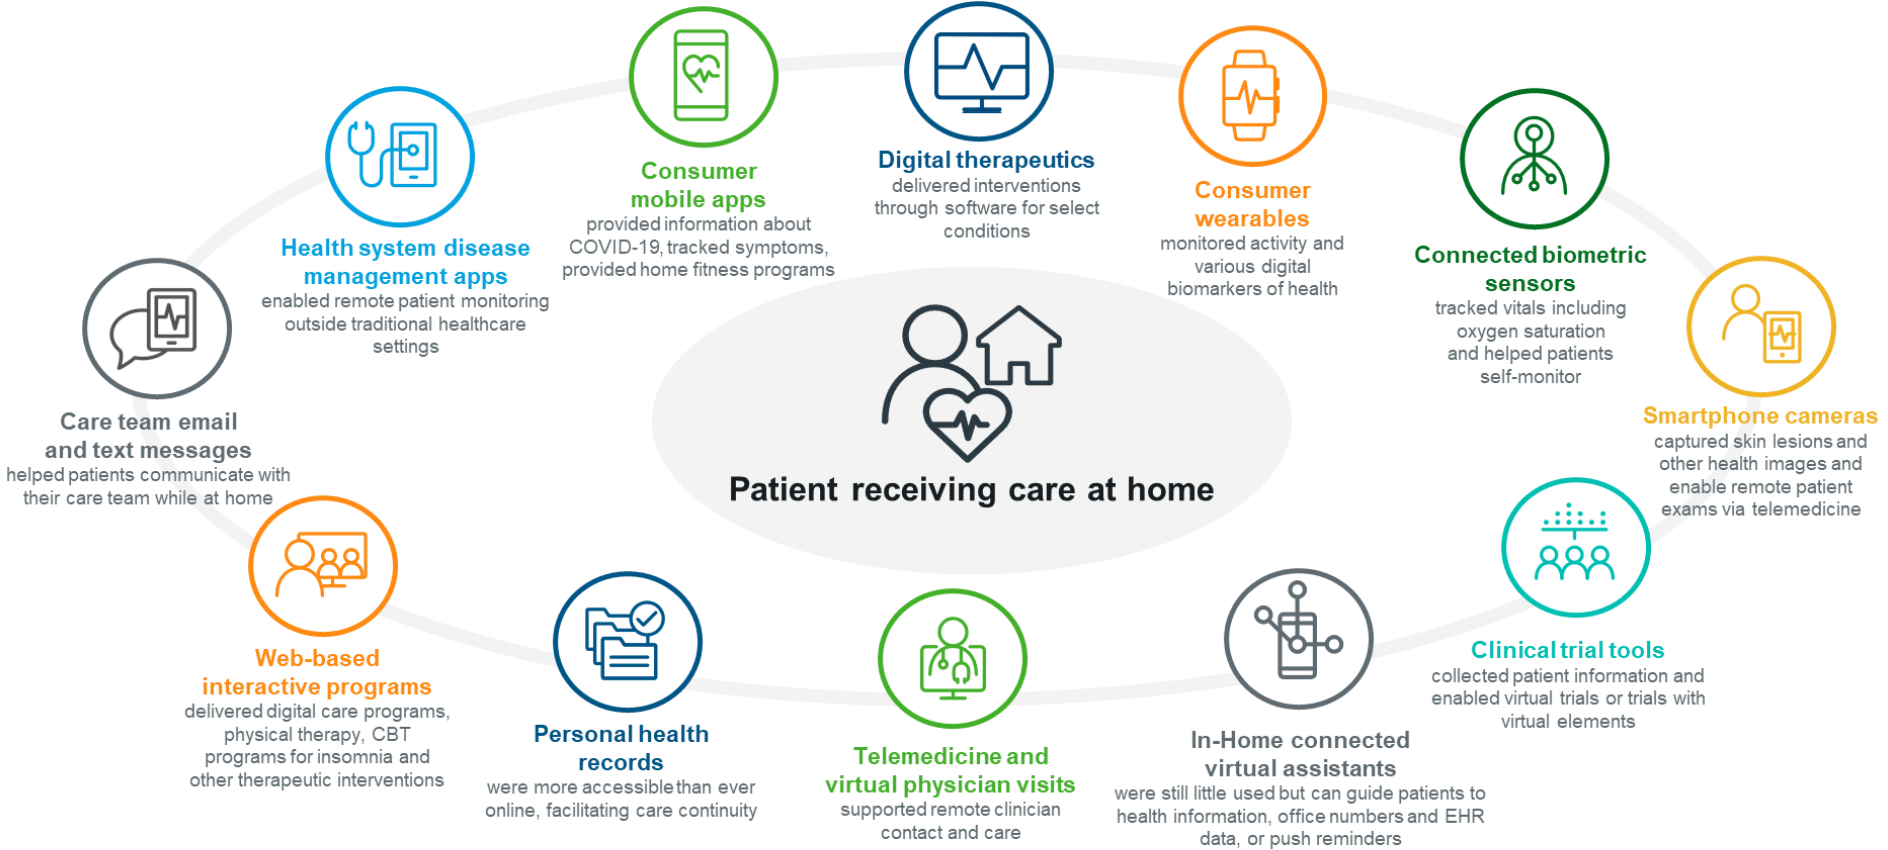 Consumer
mobile apps
provided information about
COVID-19, tracked symptoms,
provided home fitness programs
Digital therapeutics
delivered interventions
through software for select
conditions
Consumer
wearables
monitored activity and
various digital
biomarkers of health
Connected biometric
sensors
tracked vitals including
oxygen saturation
and helped patients
self-monitor
Smartphone cameras
captured skin lesions and
other health images and
enable remote patient
exams via telemedicine
Clinical trial tools
collected patient information and
enabled virtual trials or trials with
virtual elements
In-Home connected
virtual assistants
were still little used but can guide patients to
health information, office numbers and EHR
data, or push reminders
Telemedicine and
virtual physician visits
supported remote clinician
contact and care
Personal health
records
were more accessible than ever
online, facilitating care continuity
Web-based
interactive programs
delivered digital care programs,
physical therapy, CBT
programs for insomnia and
other therapeutic interventions
Care team email
and text messages
helped patients communicate with
their care team while at home
Health system disease
management apps
enabled remote patient monitoring
outside traditional healthcare
settings
Patient receiving care at home